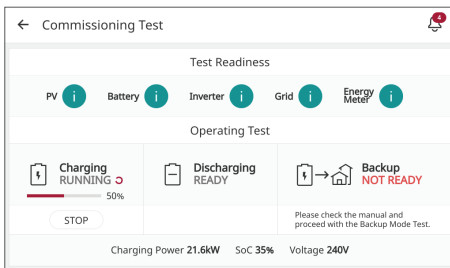 ← Commissioning Test
4
Test Readiness
PV i Battery i Inverter i Grid i Energy Meter i
Operating Test
Charging
RUNNING
50%
STOP
Discharging
READY
→
Backup
NOT READY
Please check the manual and
proceed with the Backup Mode Test.
Charging Power 21.6kW SoC 35% Voltage 240V